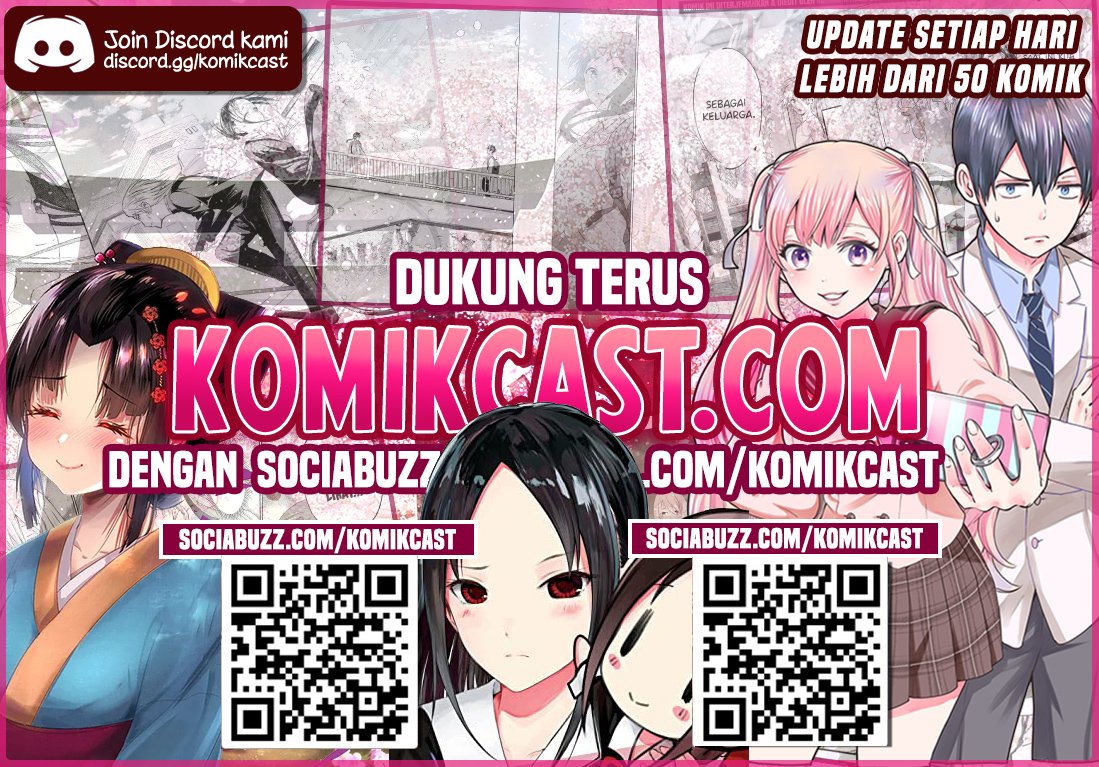 Join Discord kami
discord.gg/komikcast
UPDATE SETIAP HARI
LEBIH DARI 50 KOMIK
SEBAGAI
KELUARGA.
DUKUNG TERUS
KOMIKCAST.COM
DENGAN SOCIABUZZ .COM/KOMIKCAST
SOCIABUZZ.COM/KOMIKCAST
SOCIABUZZ.COM/KOMIKCAST